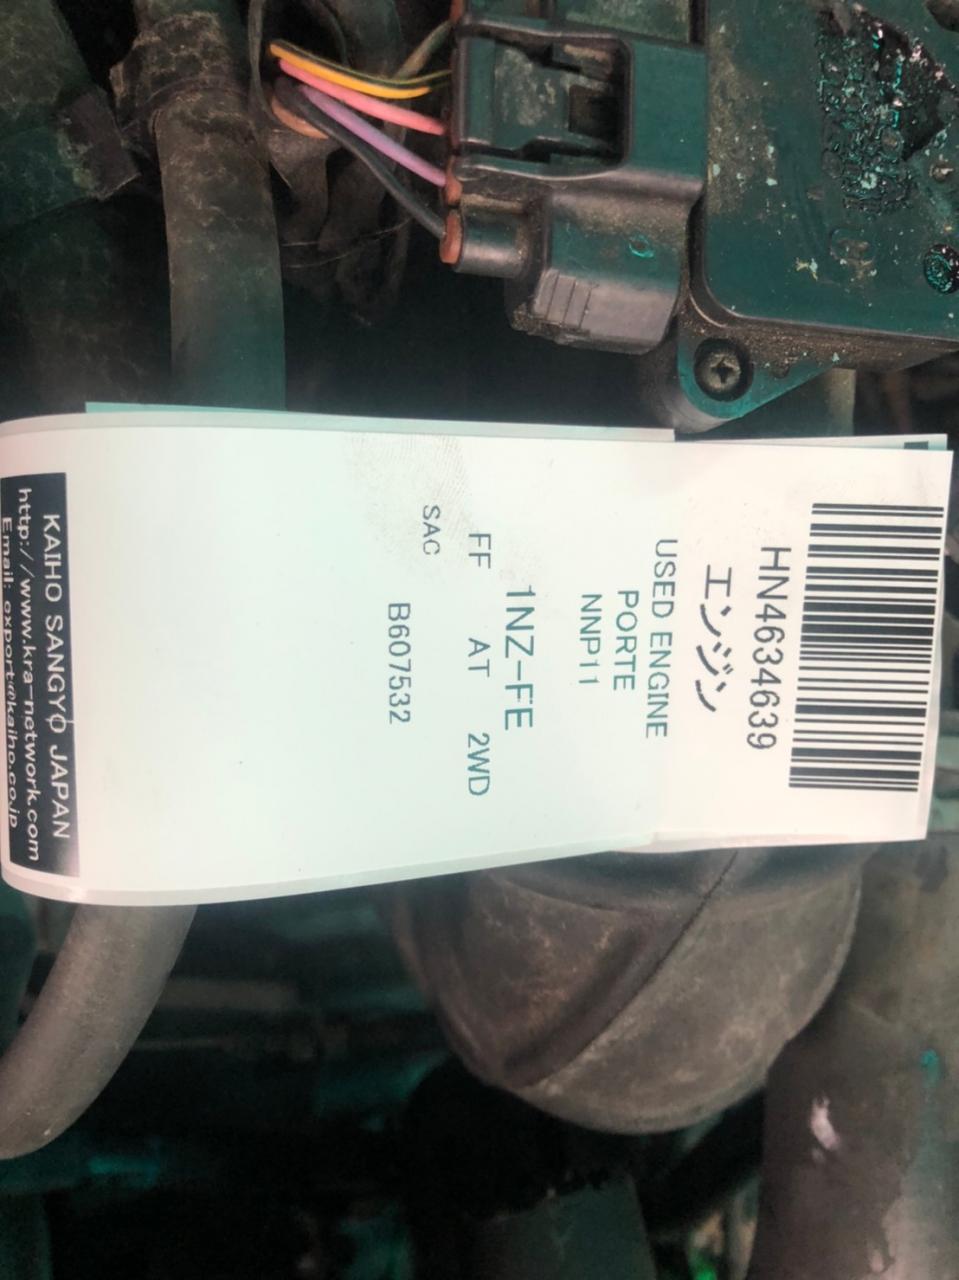 HN4634639
エンジン
USED ENGINE
PORTE
NNP11
1NZ-FE
FF AT 2WD
SAC
B607532
KAIHO SANGYO JAPAN
http://www.kra-network.com
Email: export@kaiho.co.jp